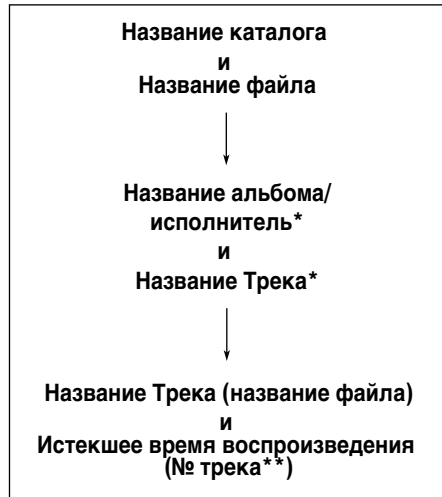 Название каталога
и
Название файла
Название альбома/
исполнитель*
и
Название Трека*
Название Трека (название файла)
и
Истекшее время воспроизведения
(№ трека**)